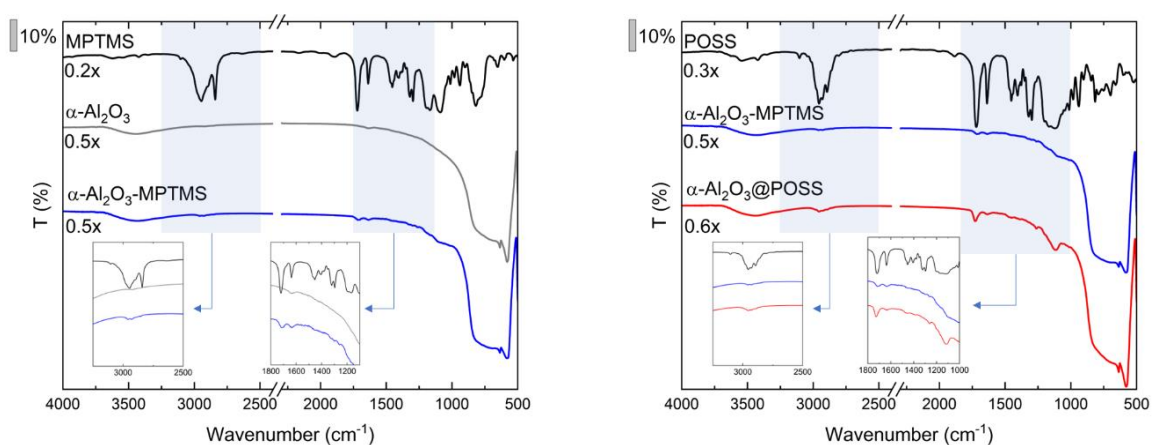 10%
MPTMS
0.2x
α-Al₂O₃
0.5x
α-Al₂O₃-MPTMS
0.5x
T (%)
3000 2500
1800 1600 1400 1200
4000 3500 3000 2500 2000 1500 1000 500
Wavenumber (cm⁻¹)
10%
POSS
0.3x
α-Al₂O₃-MPTMS
0.5x
α-Al₂O₃@POSS
0.6x
T (%)
3000 2500
1800 1600 1400 1200 1000
4000 3500 3000 2500 2000 1500 1000 500
Wavenumber (cm⁻¹)